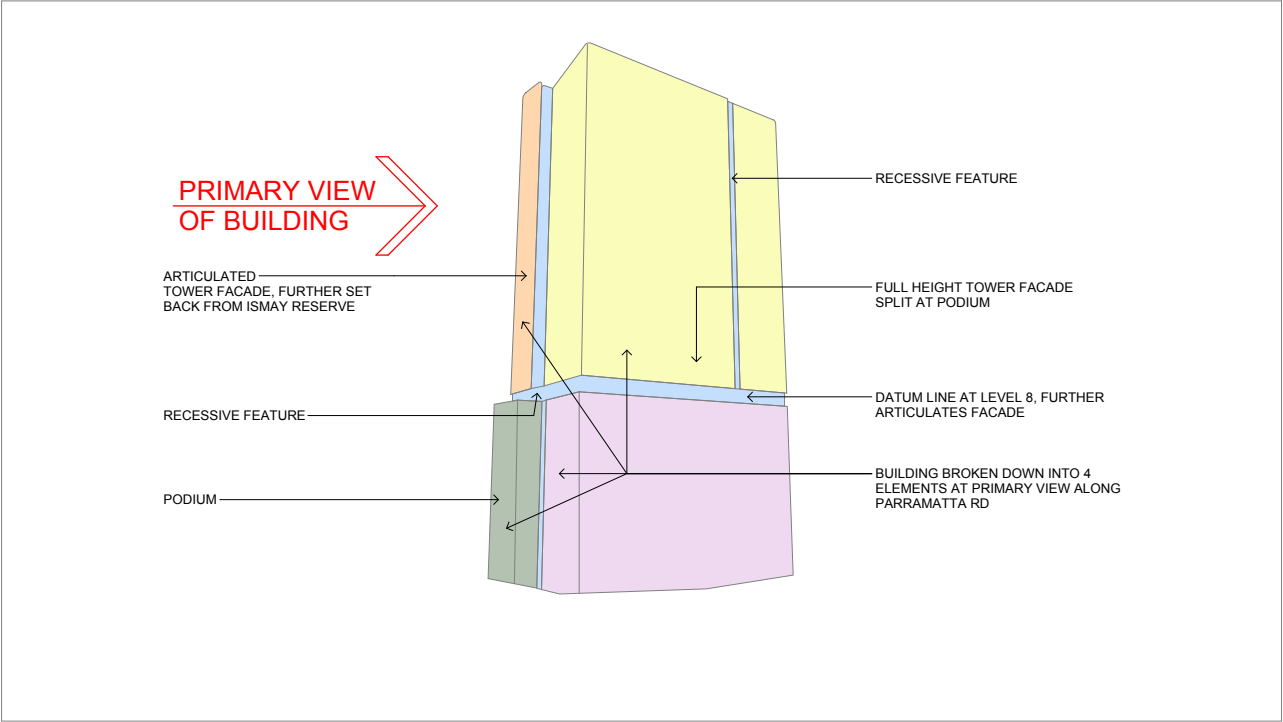 PRIMARY VIEW
OF BUILDING
ARTICULATED
TOWER FACADE, FURTHER SET
BACK FROM ISMAY RESERVE
RECESSIVE FEATURE
PODIUM
RECESSIVE FEATURE
FULL HEIGHT TOWER FACADE
SPLIT AT PODIUM
DATUM LINE AT LEVEL 8, FURTHER
ARTICULATES FACADE
BUILDING BROKEN DOWN INTO 4
ELEMENTS AT PRIMARY VIEW ALONG
PARRAMATTA RD